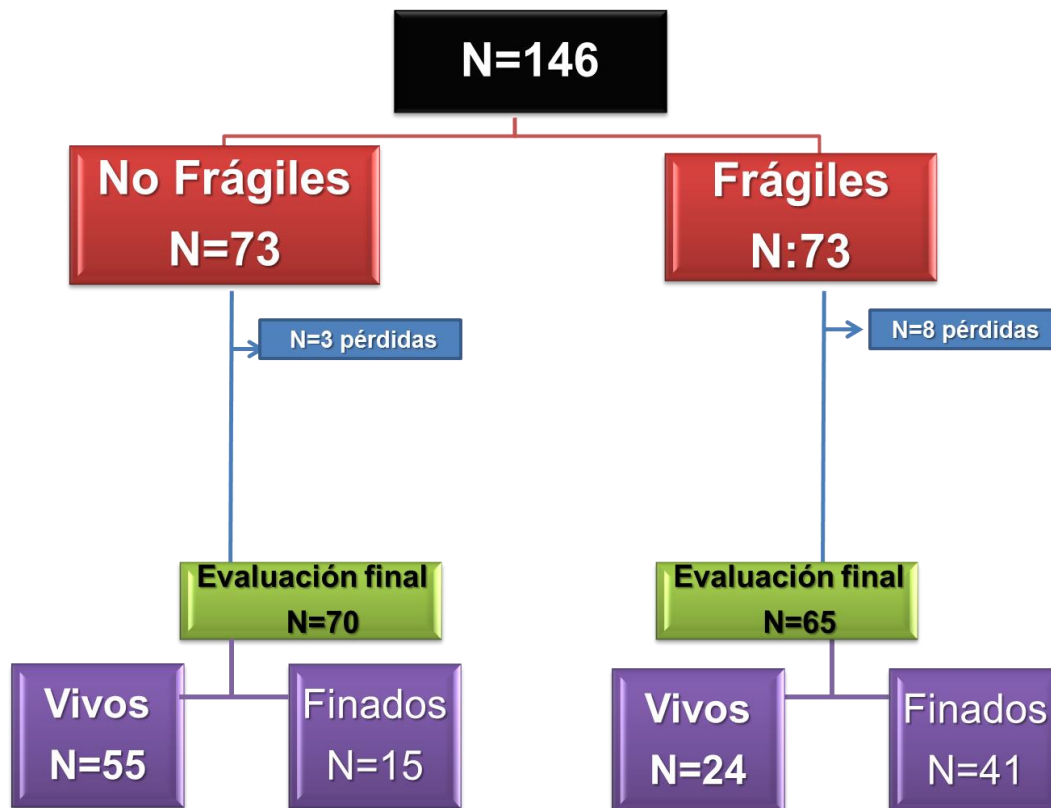 N=146
No Frágiles
N=73
Frágiles
N:73
N=3 pérdidas
N=8 pérdidas
Evaluación final
N=70
Evaluación final
N=65
Vivos
N=55
Finados
N=15
Vivos
N=24
Finados
N=41